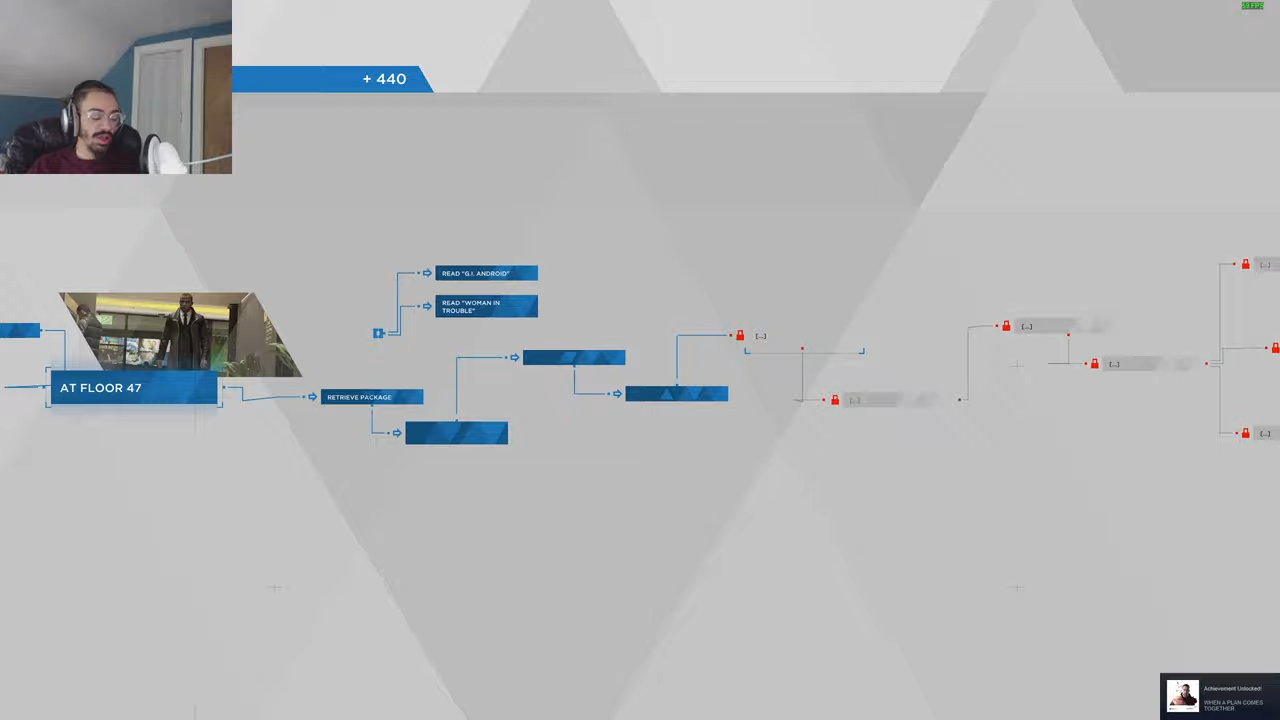 + 440
READ "G.I. ANDROID"
READ "WOMAN IN
TROUBLE"
[...]
[...]
[...]
[...]
[...]
[...]
AT FLOOR 47
RETRIEVE PACKAGE
Achievement Unlocked!
WHEN A PLAN COMES
TOGETHER